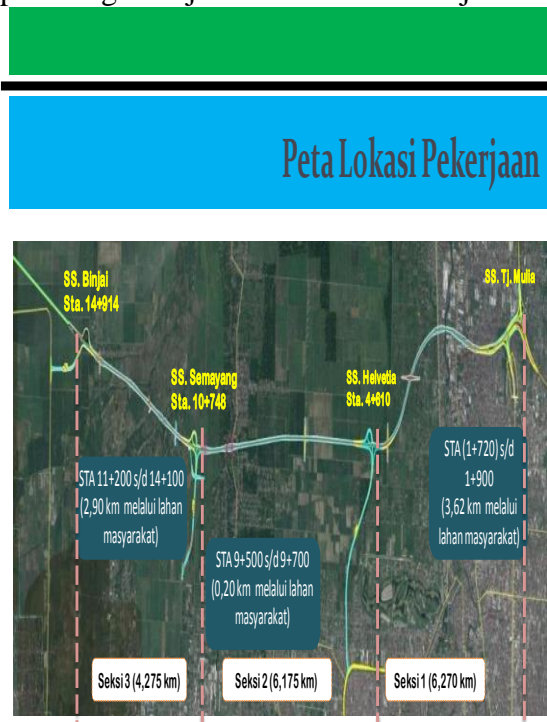 Peta Lokasi Pekerjaan
SS. Binjai
Sta. 14+914
SS. Tj. Mulia
SS. Semayang
Sta. 10+748
SS. Helvetia
Sta. 4+610
STA 11+200 s/d 14+100
(2,90 km melalui lahan
masyarakat)
STA 9+500 s/d 9+700
(0,20 km melalui lahan
masyarakat)
STA (1+720) s/d
1+900
(3,62 km melalui
lahan masyarakat)
Seksi 3 (4,275 km)
Seksi 2 (6,175 km)
Seksi 1 (6,270 km)